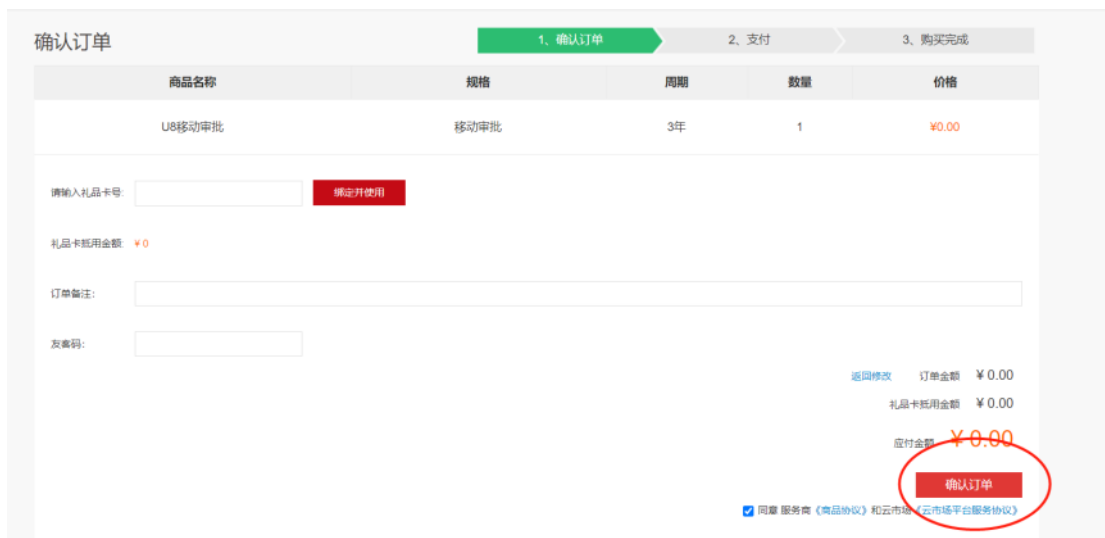 确认订单
1、确认订单 2、支付 3、购买完成
商品名称 规格 周期 数量 价格
U8移动审批 移动审批 3年 1 ¥0.00
请输入礼品卡号: 绑定并使用
礼品卡抵用金额: ¥0
订单备注:
友客码:
返回修改 订单金额 ¥0.00
礼品卡抵用金额 ¥0.00
应付金额 ¥0.00
确认订单
同意 服务商《商品协议》和云市场《云市场平台服务协议》